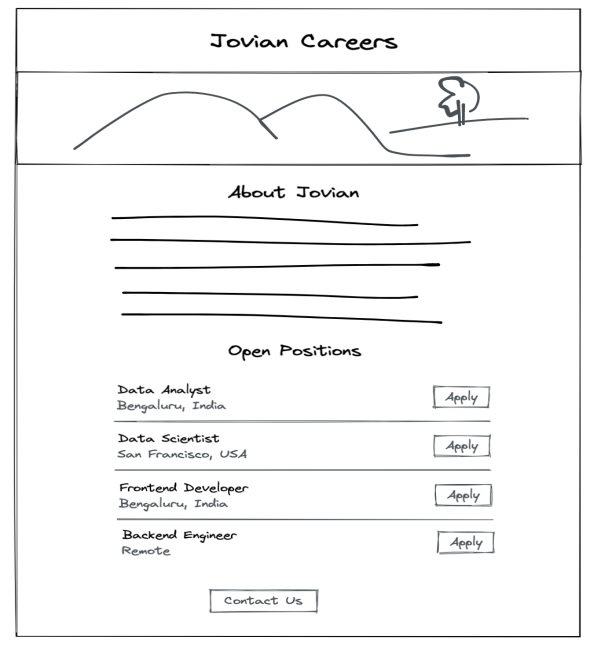 Jovian Careers
About Jovian
Open Positions
Data Analyst
Bengaluru, India
Apply
Data Scientist
San Francisco, USA
Apply
Frontend Developer
Bengaluru, India
Apply
Backend Engineer
Remote
Apply
Contact Us